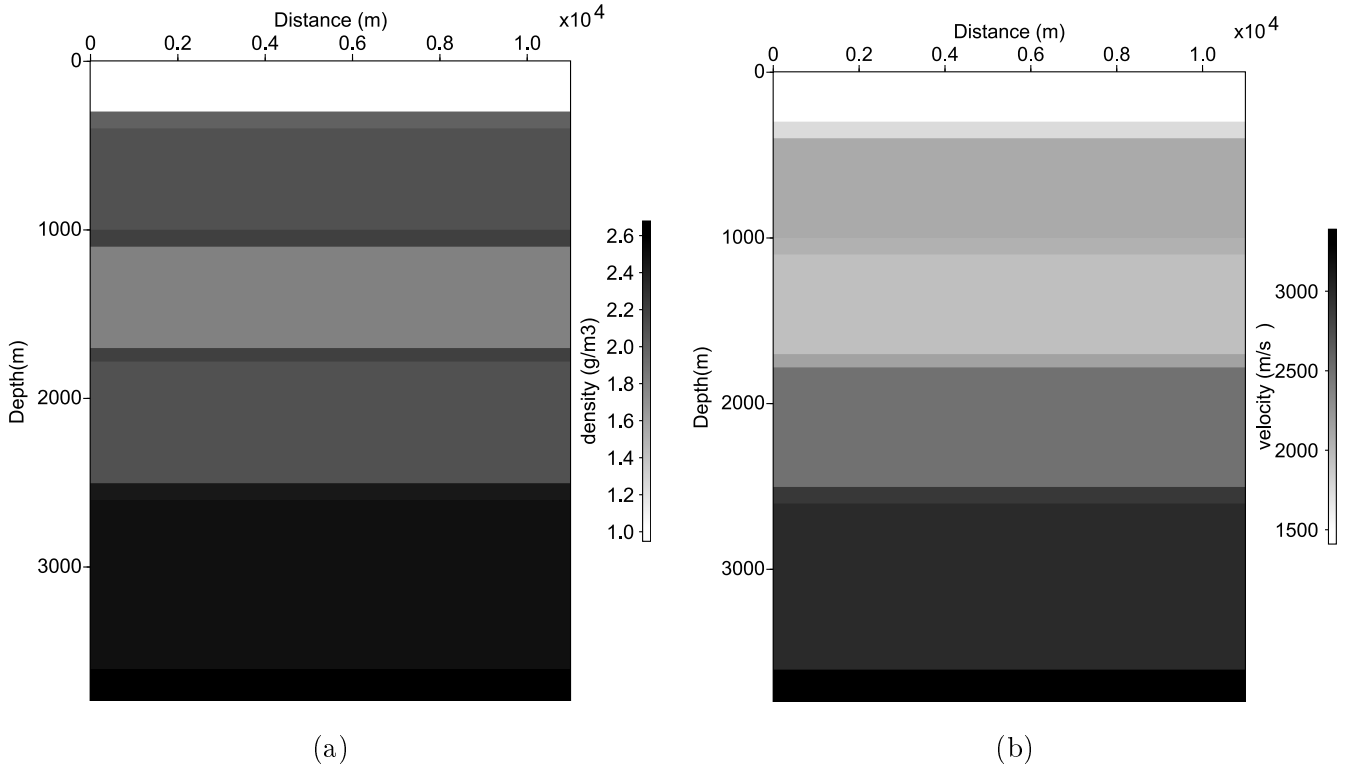 Distance (m)
x10^4
0 0.2 0.4 0.6 0.8 1.0
0
1000
2000
3000
Depth(m)
2.6
2.4
2.2
2.0
1.8
1.6
1.4
1.2
1.0
density (g/m3)
(a)
Distance (m)
x10^4
0 0.2 0.4 0.6 0.8 1.0
0
1000
2000
3000
Depth(m)
3000
2500
2000
1500
velocity (m/s )
(b)